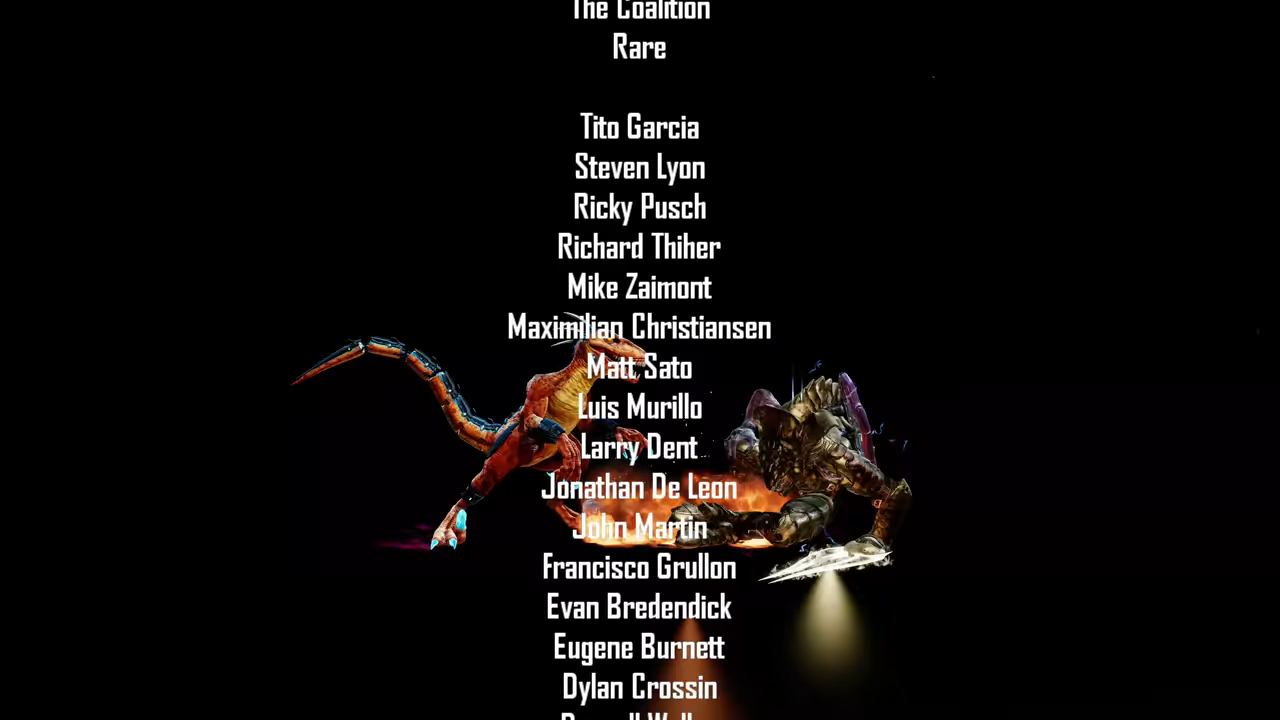 The Coalition
Rare
Tito Garcia
Steven Lyon
Ricky Pusch
Richard Thiher
Mike Zaimont
Maximilian Christiansen
Matt Sato
Luis Murillo
Larry Dent
Jonathan De Leon
John Martin
Francisco Grullon
Evan Bredendick
Eugene Burnett
Dylan Crossin